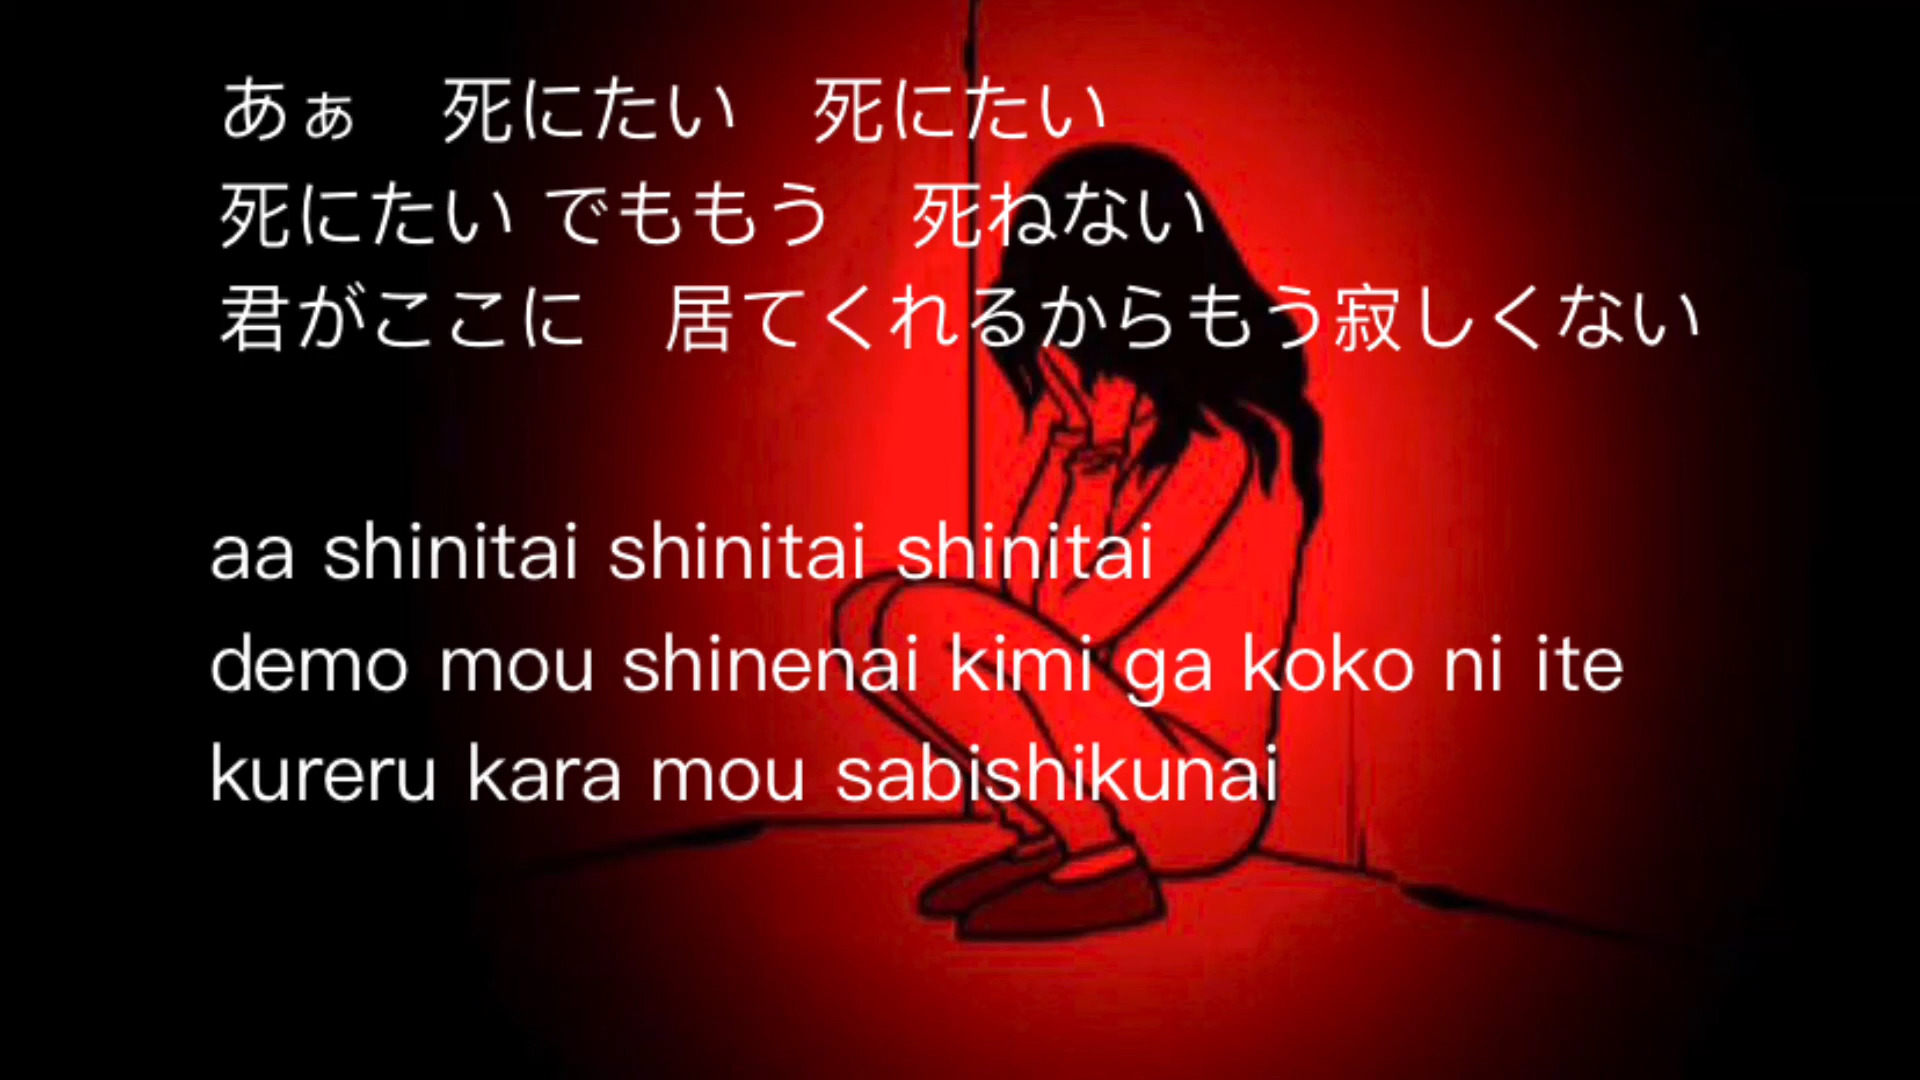 あぁ　死にたい　死にたい
死にたい でももう　死ねない
君がここに　居てくれるからもう寂しくない
aa shinitai shinitai shinitai
demo mou shinenai kimi ga koko ni ite
kureru kara mou sabishikunai